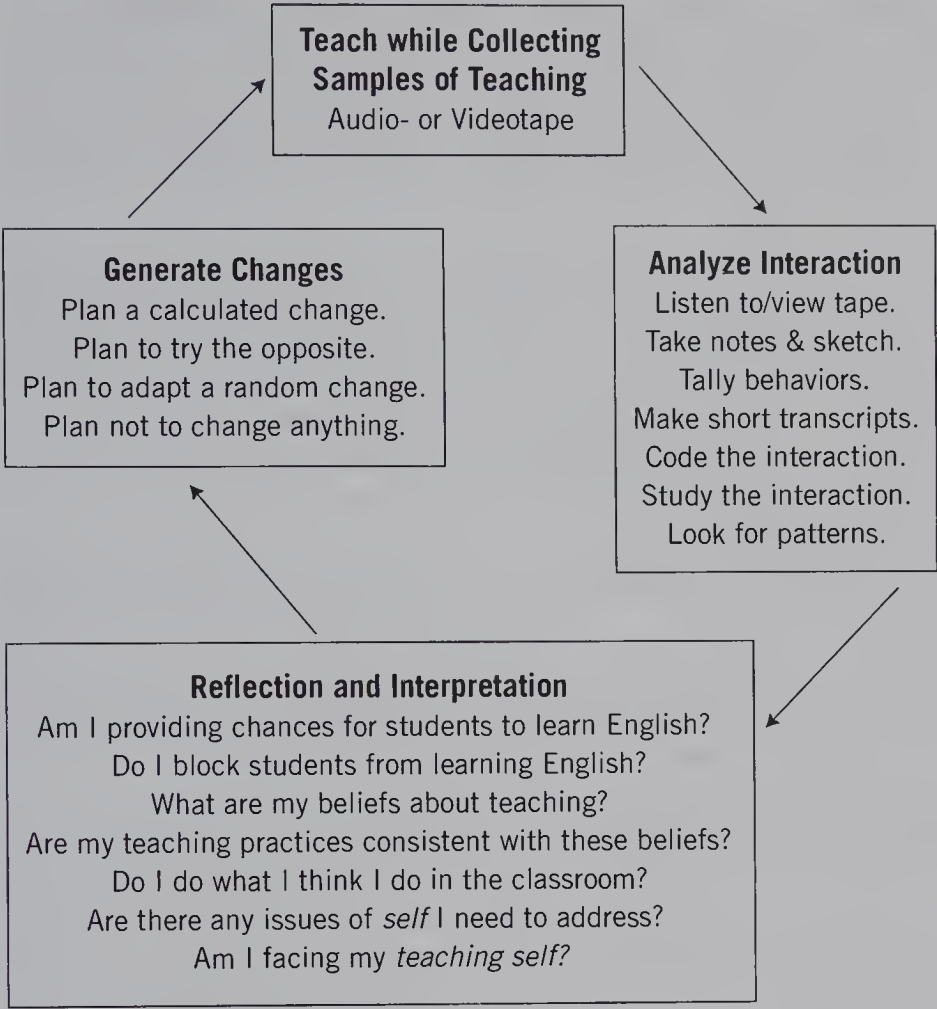 Teach while Collecting
Samples of Teaching
Audio- or Videotape
Analyze Interaction
Listen to/view tape.
Take notes & sketch.
Tally behaviors.
Make short transcripts.
Code the interaction.
Study the interaction.
Look for patterns.
Reflection and Interpretation
Am I providing chances for students to learn English?
Do I block students from learning English?
What are my beliefs about teaching?
Are my teaching practices consistent with these beliefs?
Do I do what I think I do in the classroom?
Are there any issues of self I need to address?
Am I facing my teaching self?
Generate Changes
Plan a calculated change.
Plan to try the opposite.
Plan to adapt a random change.
Plan not to change anything.